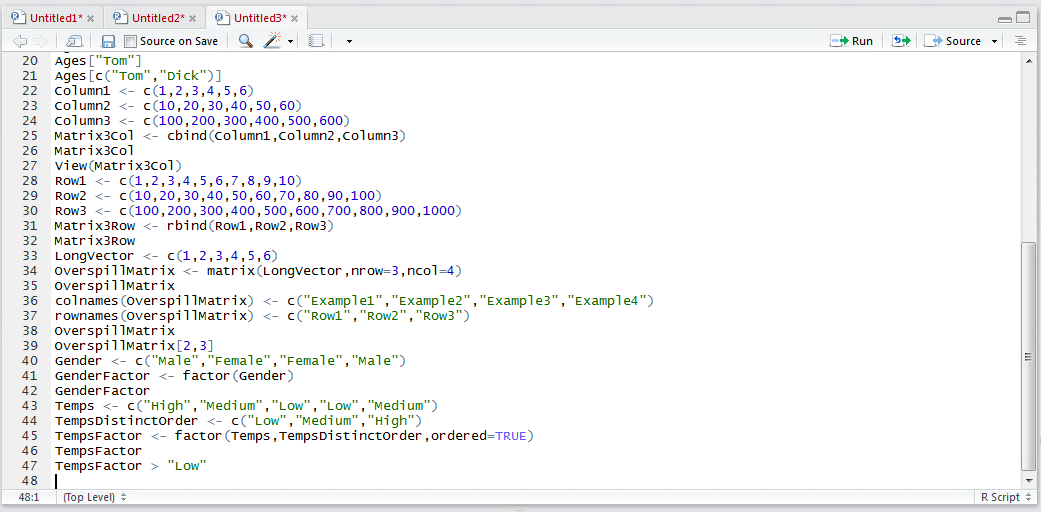 Untitled1* Untitled2* Untitled3*
Source on Save Run Source
20 Ages["Tom"]
21 Ages[c("Tom","Dick")]
22 Column1 <- c(1,2,3,4,5,6)
23 Column2 <- c(10,20,30,40,50,60)
24 Column3 <- c(100,200,300,400,500,600)
25 Matrix3Col <- cbind(Column1,Column2,Column3)
26 Matrix3Col
27 View(Matrix3Col)
28 Row1 <- c(1,2,3,4,5,6,7,8,9,10)
29 Row2 <- c(10,20,30,40,50,60,70,80,90,100)
30 Row3 <- c(100,200,300,400,500,600,700,800,900,1000)
31 Matrix3Row <- rbind(Row1,Row2,Row3)
32 Matrix3Row
33 LongVector <- c(1,2,3,4,5,6)
34 OverspillMatrix <- matrix(LongVector,nrow=3,ncol=4)
35 OverspillMatrix
36 colnames(OverspillMatrix) <- c("Example1","Example2","Example3","Example4")
37 rownames(OverspillMatrix) <- c("Row1","Row2","Row3")
38 OverspillMatrix
39 OverspillMatrix[2,3]
40 Gender <- c("Male","Female","Female","Male")
41 GenderFactor <- factor(Gender)
42 GenderFactor
43 Temps <- c("High","Medium","Low","Low","Medium")
44 TempsDistinctOrder <- c("Low","Medium","High")
45 TempsFactor <- factor(Temps,TempsDistinctOrder,ordered=TRUE)
46 TempsFactor
47 TempsFactor > "Low"
48
48:1 (Top Level) R Script